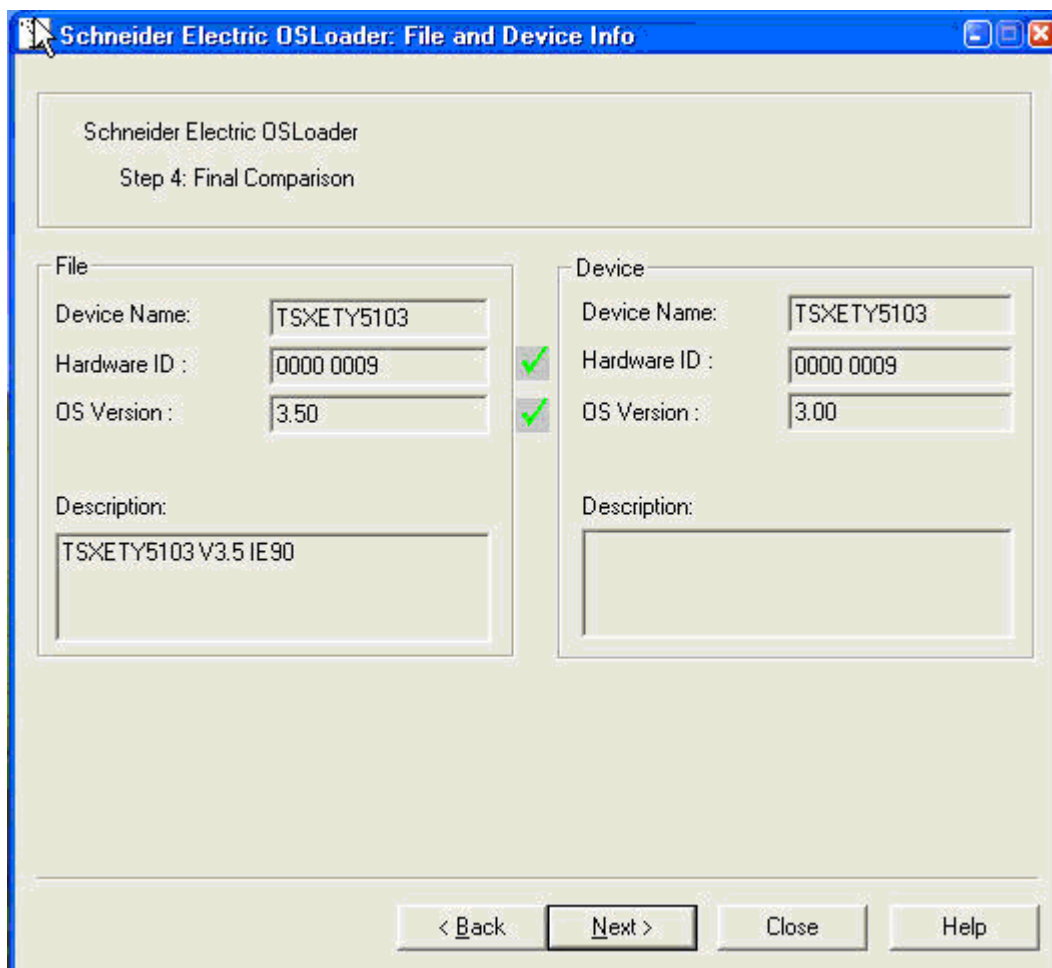 Schneider Electric OSLoader: File and Device Info
Schneider Electric OSLoader
Step 4: Final Comparison
File
Device Name: TSXETY5103
Hardware ID : 0000 0009
OS Version : 3.50
Description:
TSXETY5103 V3.5 IE90
Device
Device Name: TSXETY5103
Hardware ID : 0000 0009
OS Version : 3.00
Description:
< Back Next > Close Help